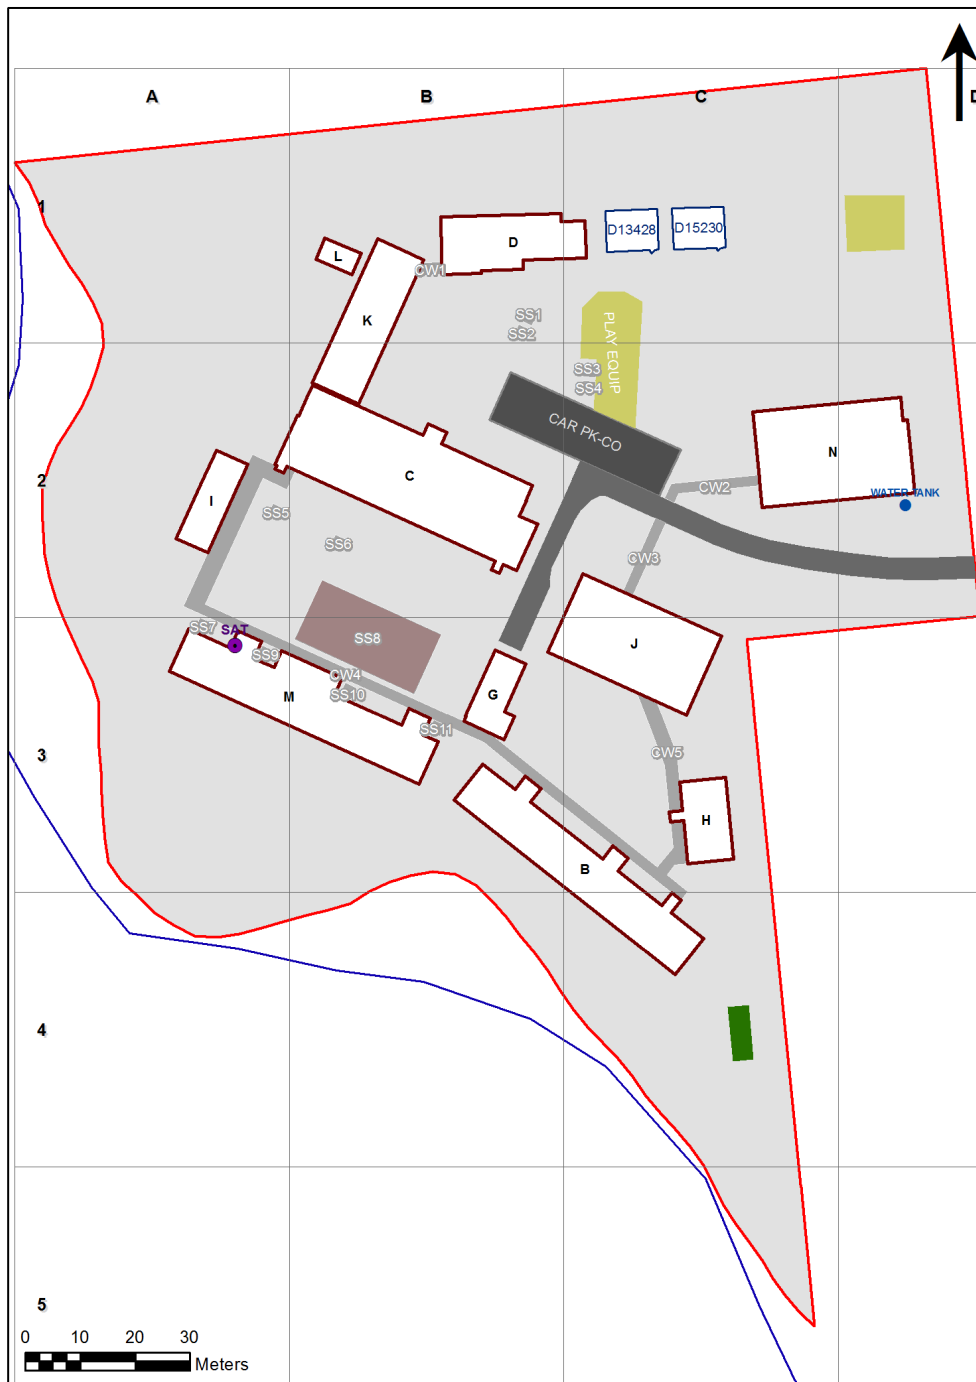 A
B
C
D
1
D
D13428
D15230
L
CW1
K
SS1
SS2
PLAY EQUIP
SS3
SS4
CAR PK-CO
N
C
2
I
CW2
WATER TANK
SS5
SS6
CW3
SS7
SAT
SS8
J
SS9
CW4
M
SS10
G
SS11
CW5
3
H
B
4
5
0 10 20 30
Meters